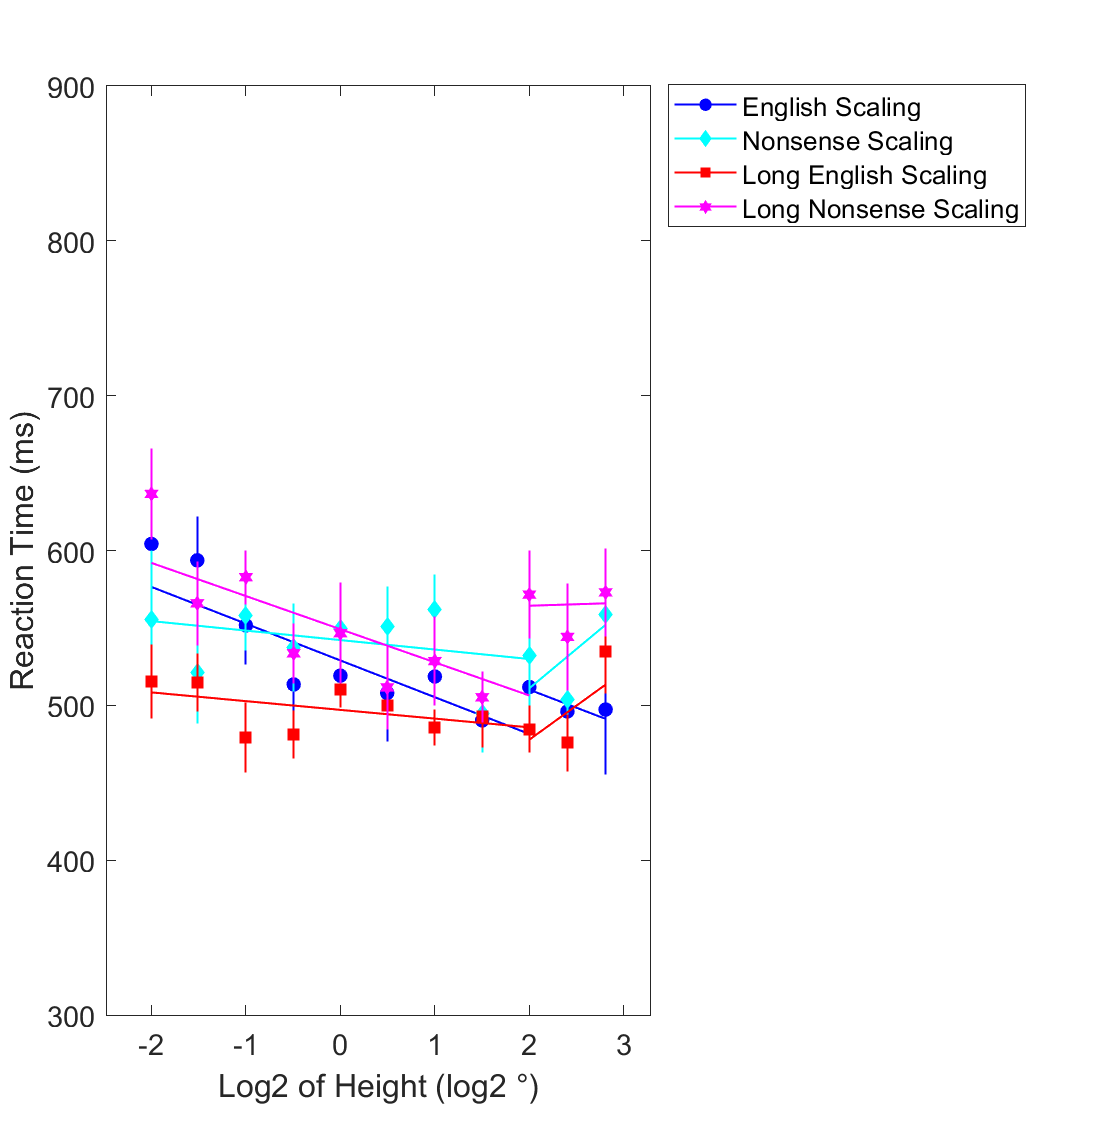 900
800
700
600
500
400
300
-2 -1 0 1 2 3
Reaction Time (ms)
Log2 of Height (log2 °)
English Scaling
Nonsense Scaling
Long English Scaling
Long Nonsense Scaling